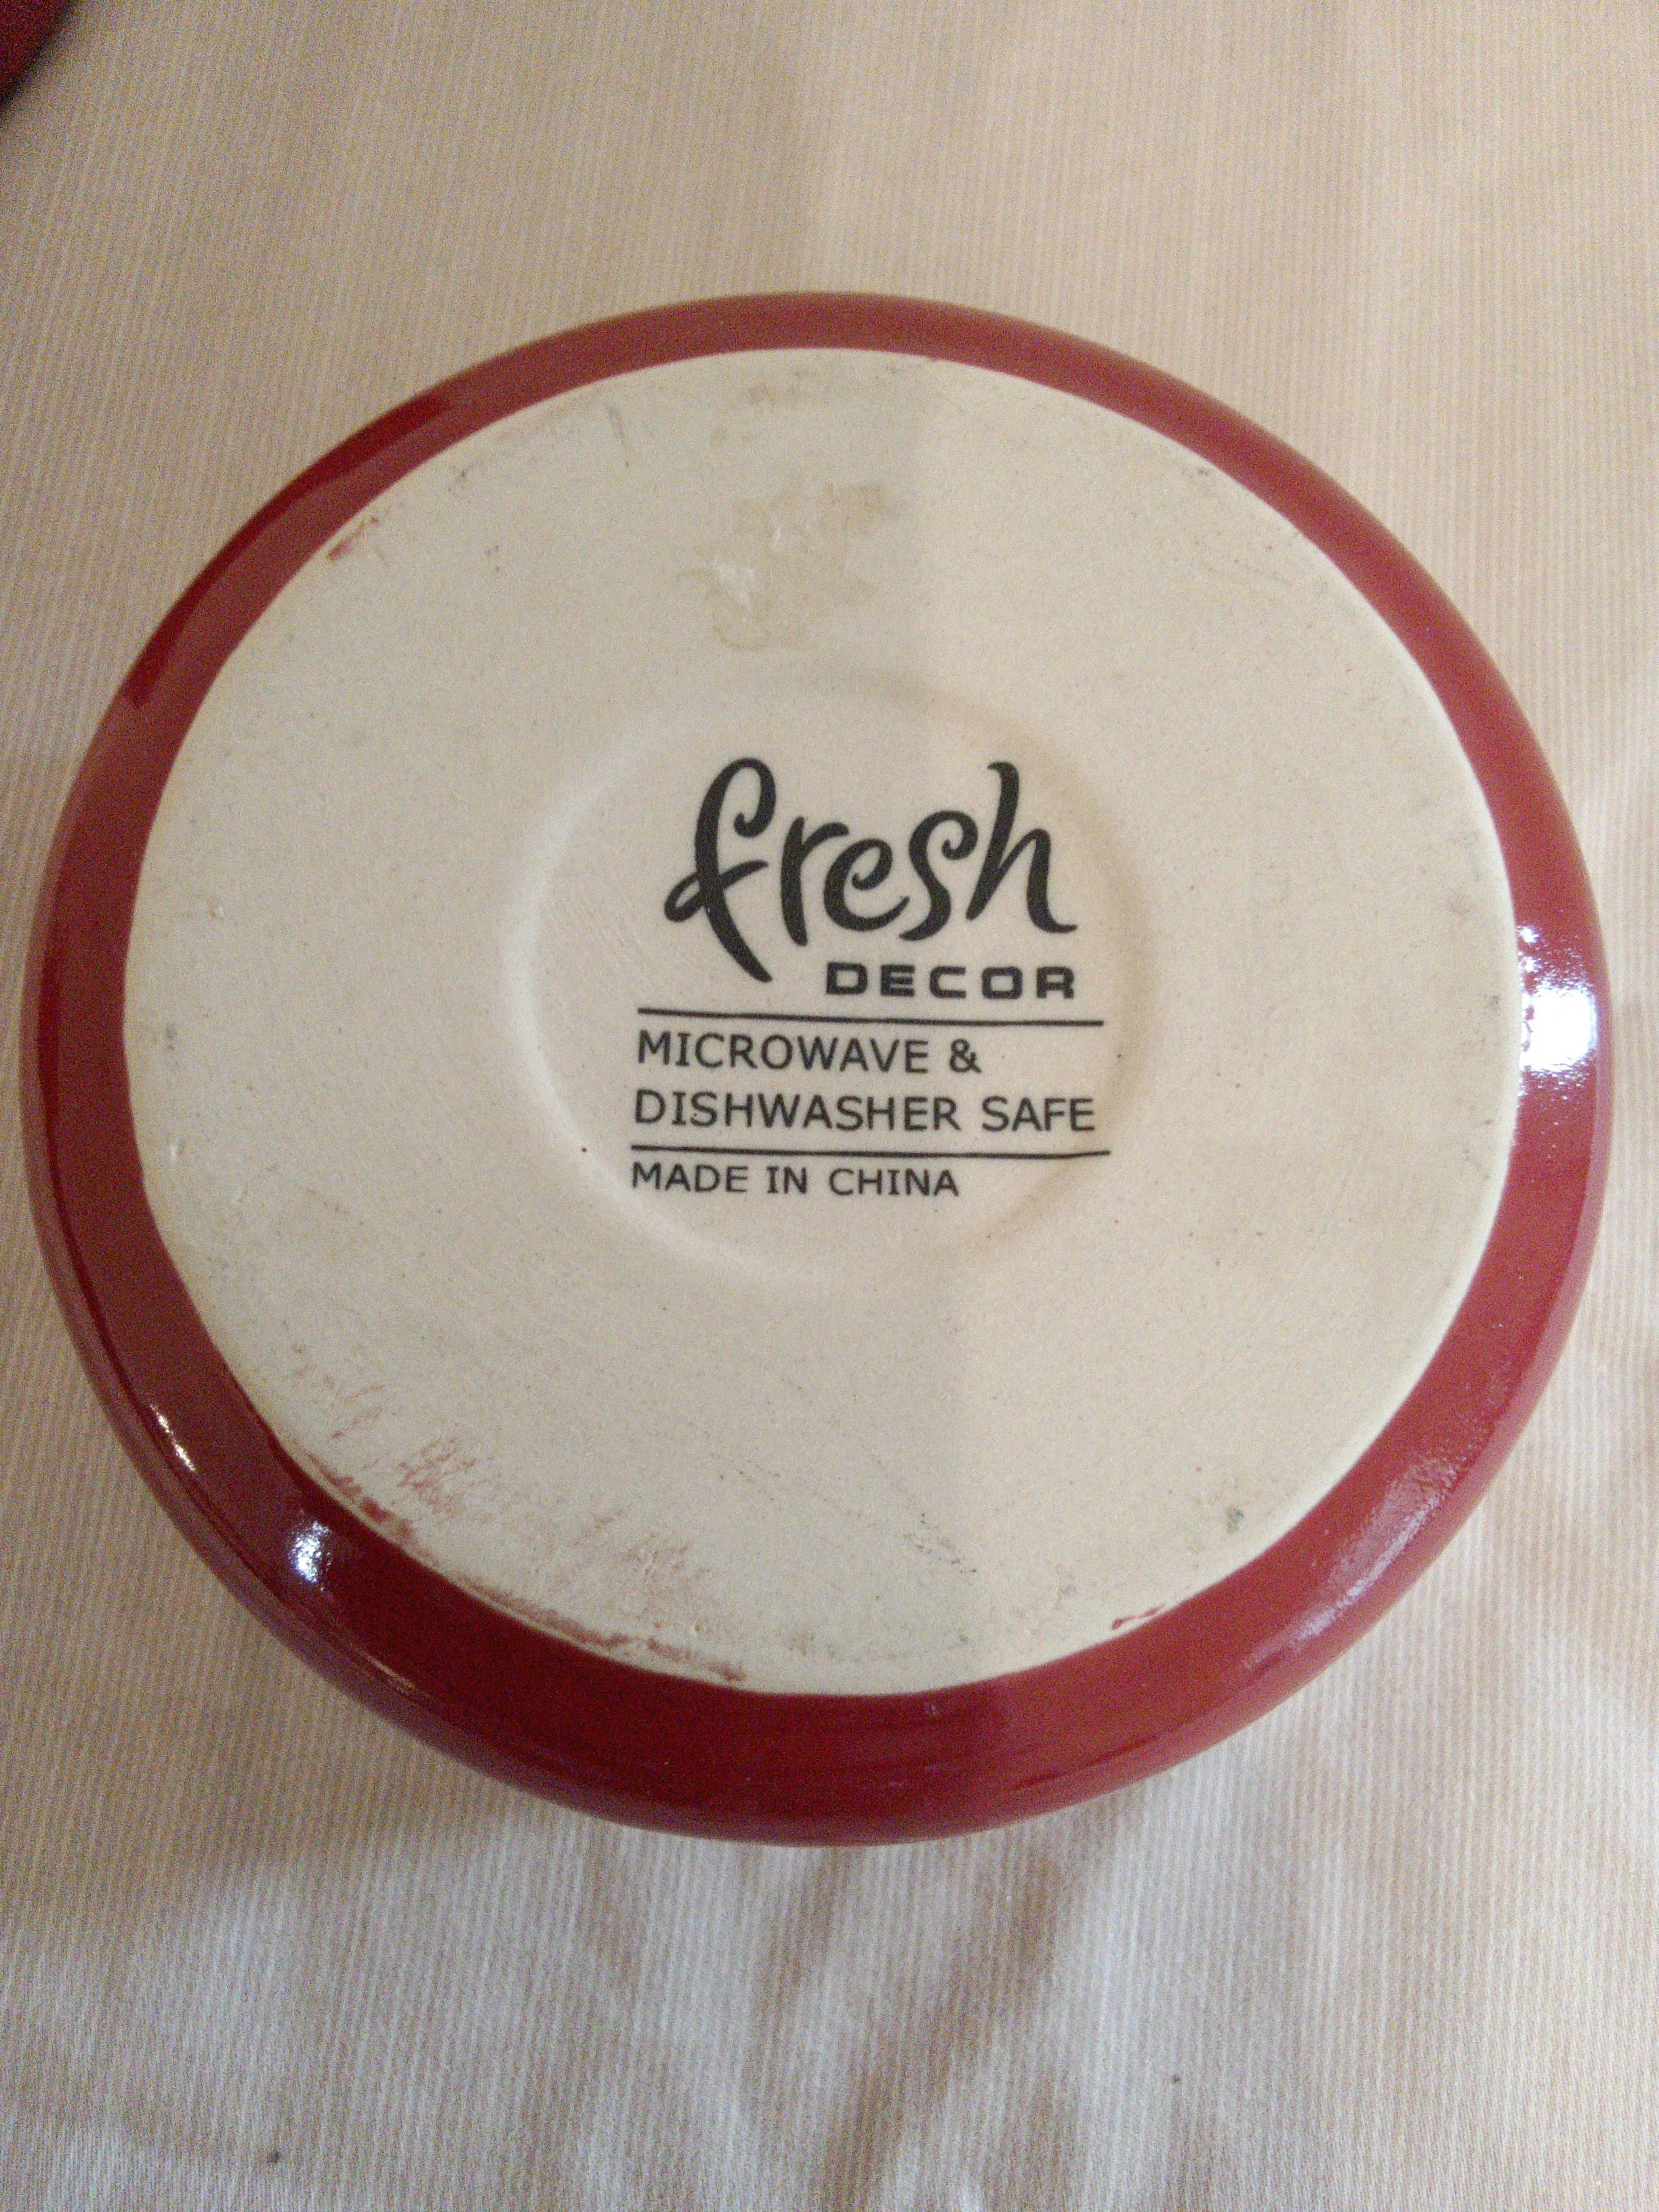 fresh
DECOR
MICROWAVE &
DISHWASHER SAFE
MADE IN CHINA